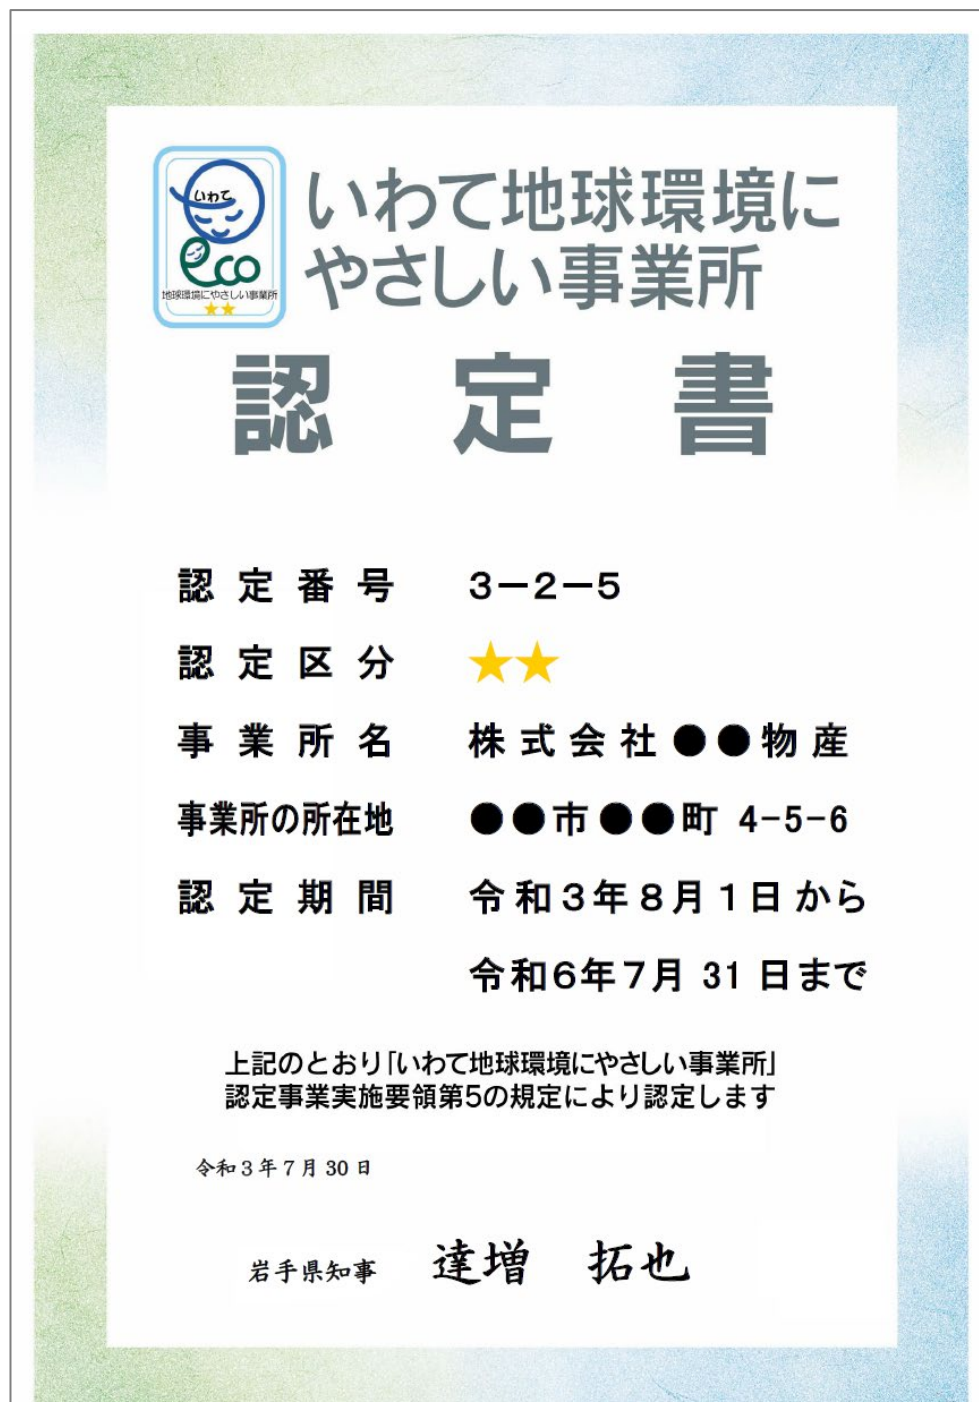 いわて
eco
地球環境にやさしい事業所
★★
いわて地球環境に
やさしい事業所
認定書
認定番号 3－2－5
認定区分 ★★
事業所名 株式会社●●物産
事業所の所在地 ●●市●●町 4-5-6
認定期間 令和3年8月1日から
令和6年7月31日まで
上記のとおり「いわて地球環境にやさしい事業所」
認定事業実施要領第5の規定により認定します
令和3年7月30日
岩手県知事 達増 拓也